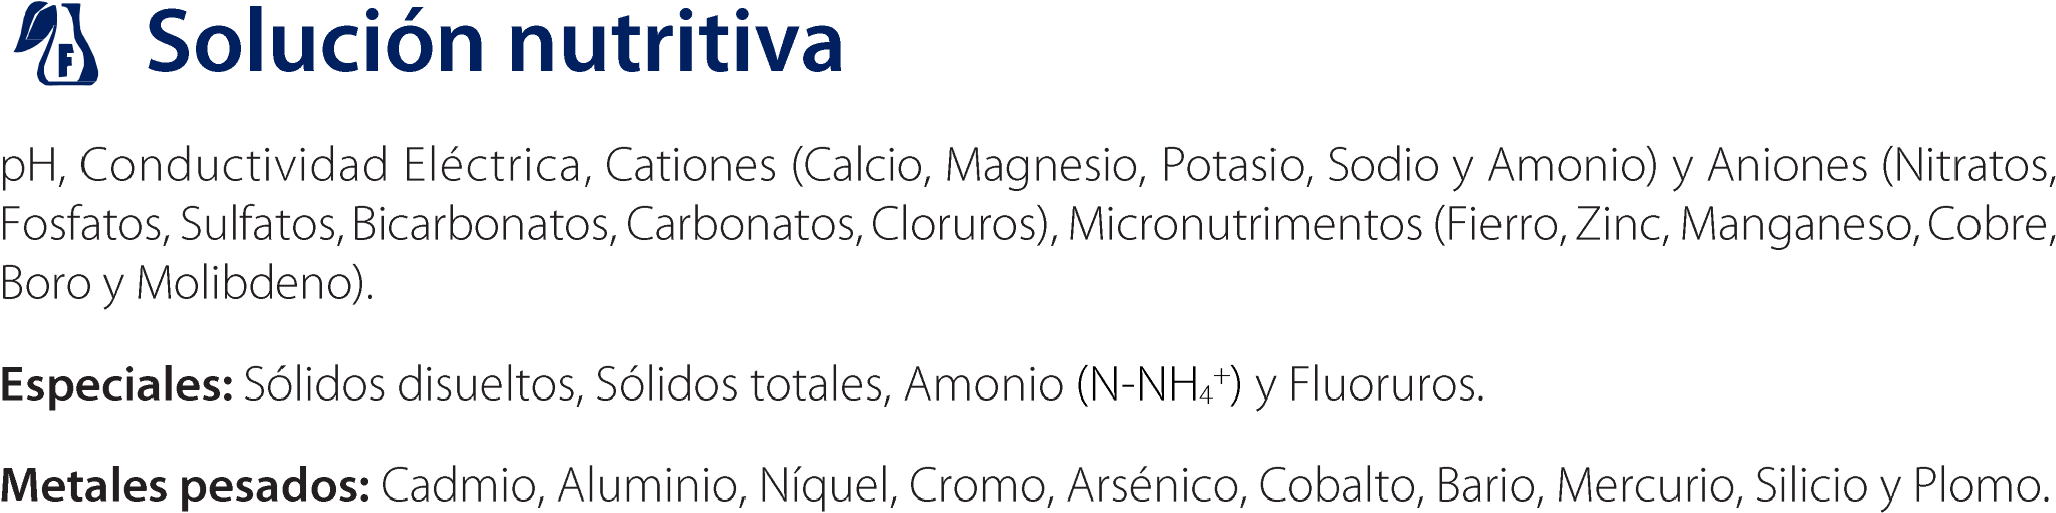 F
Solución nutritiva
pH, Conductividad Eléctrica, Cationes (Calcio, Magnesio, Potasio, Sodio y Amonio) y Aniones (Nitratos,
Fosfatos, Sulfatos, Bicarbonatos, Carbonatos, Cloruros), Micronutrimentos (Fierro, Zinc, Manganeso, Cobre,
Boro y Molibdeno).
Especiales: Sólidos disueltos, Sólidos totales, Amonio (N-NH₄⁺) y Fluoruros.
Metales pesados: Cadmio, Aluminio, Níquel, Cromo, Arsénico, Cobalto, Bario, Mercurio, Silicio y Plomo.